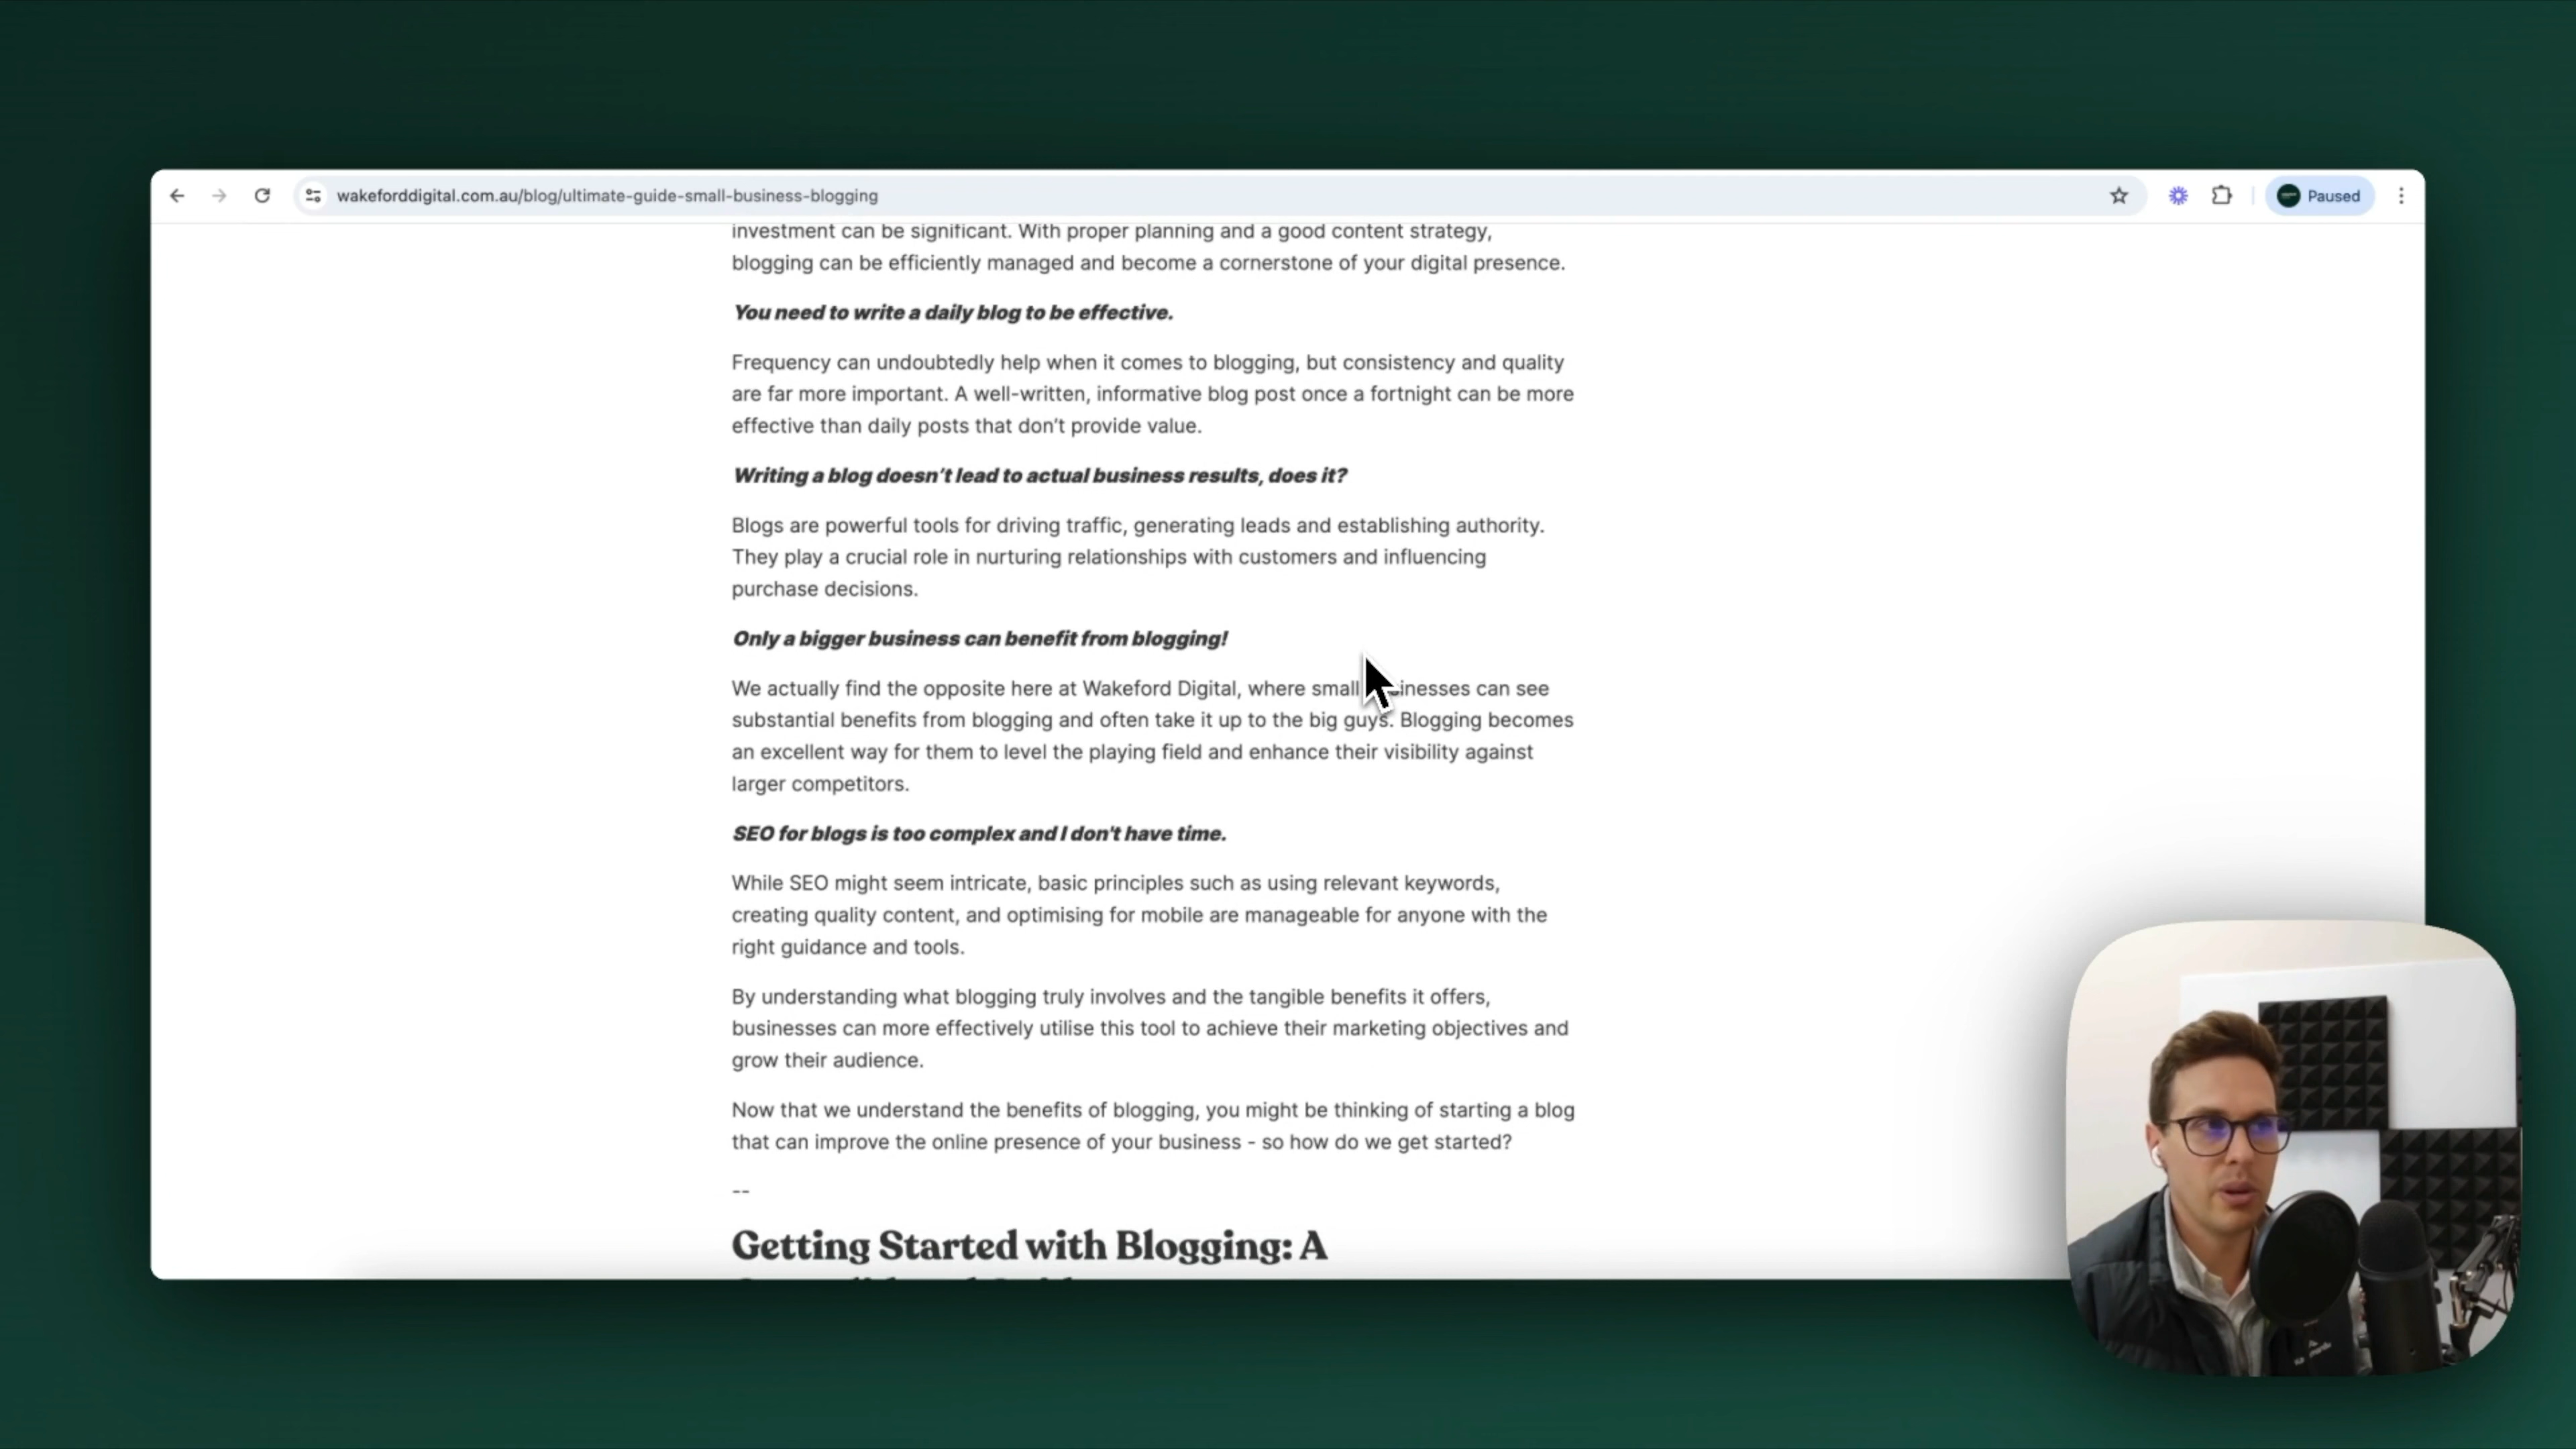 wakeforddigital.com.au/blog/ultimate-guide-small-business-blogging
Paused
investment can be significant. With proper planning and a good content strategy,
blogging can be efficiently managed and become a cornerstone of your digital presence.
You need to write a daily blog to be effective.
Frequency can undoubtedly help when it comes to blogging, but consistency and quality
are far more important. A well-written, informative blog post once a fortnight can be more
effective than daily posts that don't provide value.
Writing a blog doesn't lead to actual business results, does it?
Blogs are powerful tools for driving traffic, generating leads and establishing authority.
They play a crucial role in nurturing relationships with customers and influencing
purchase decisions.
Only a bigger business can benefit from blogging!
We actually find the opposite here at Wakeford Digital, where small inesses can see
substantial benefits from blogging and often take it up to the big guys. Blogging becomes
an excellent way for them to level the playing field and enhance their visibility against
larger competitors.
SEO for blogs is too complex and I don't have time.
While SEO might seem intricate, basic principles such as using relevant keywords,
creating quality content, and optimising for mobile are manageable for anyone with the
right guidance and tools.
By understanding what blogging truly involves and the tangible benefits it offers,
businesses can more effectively utilise this tool to achieve their marketing objectives and
grow their audience.
Now that we understand the benefits of blogging, you might be thinking of starting a blog
that can improve the online presence of your business - so how do we get started?
--
Getting Started with Blogging: A